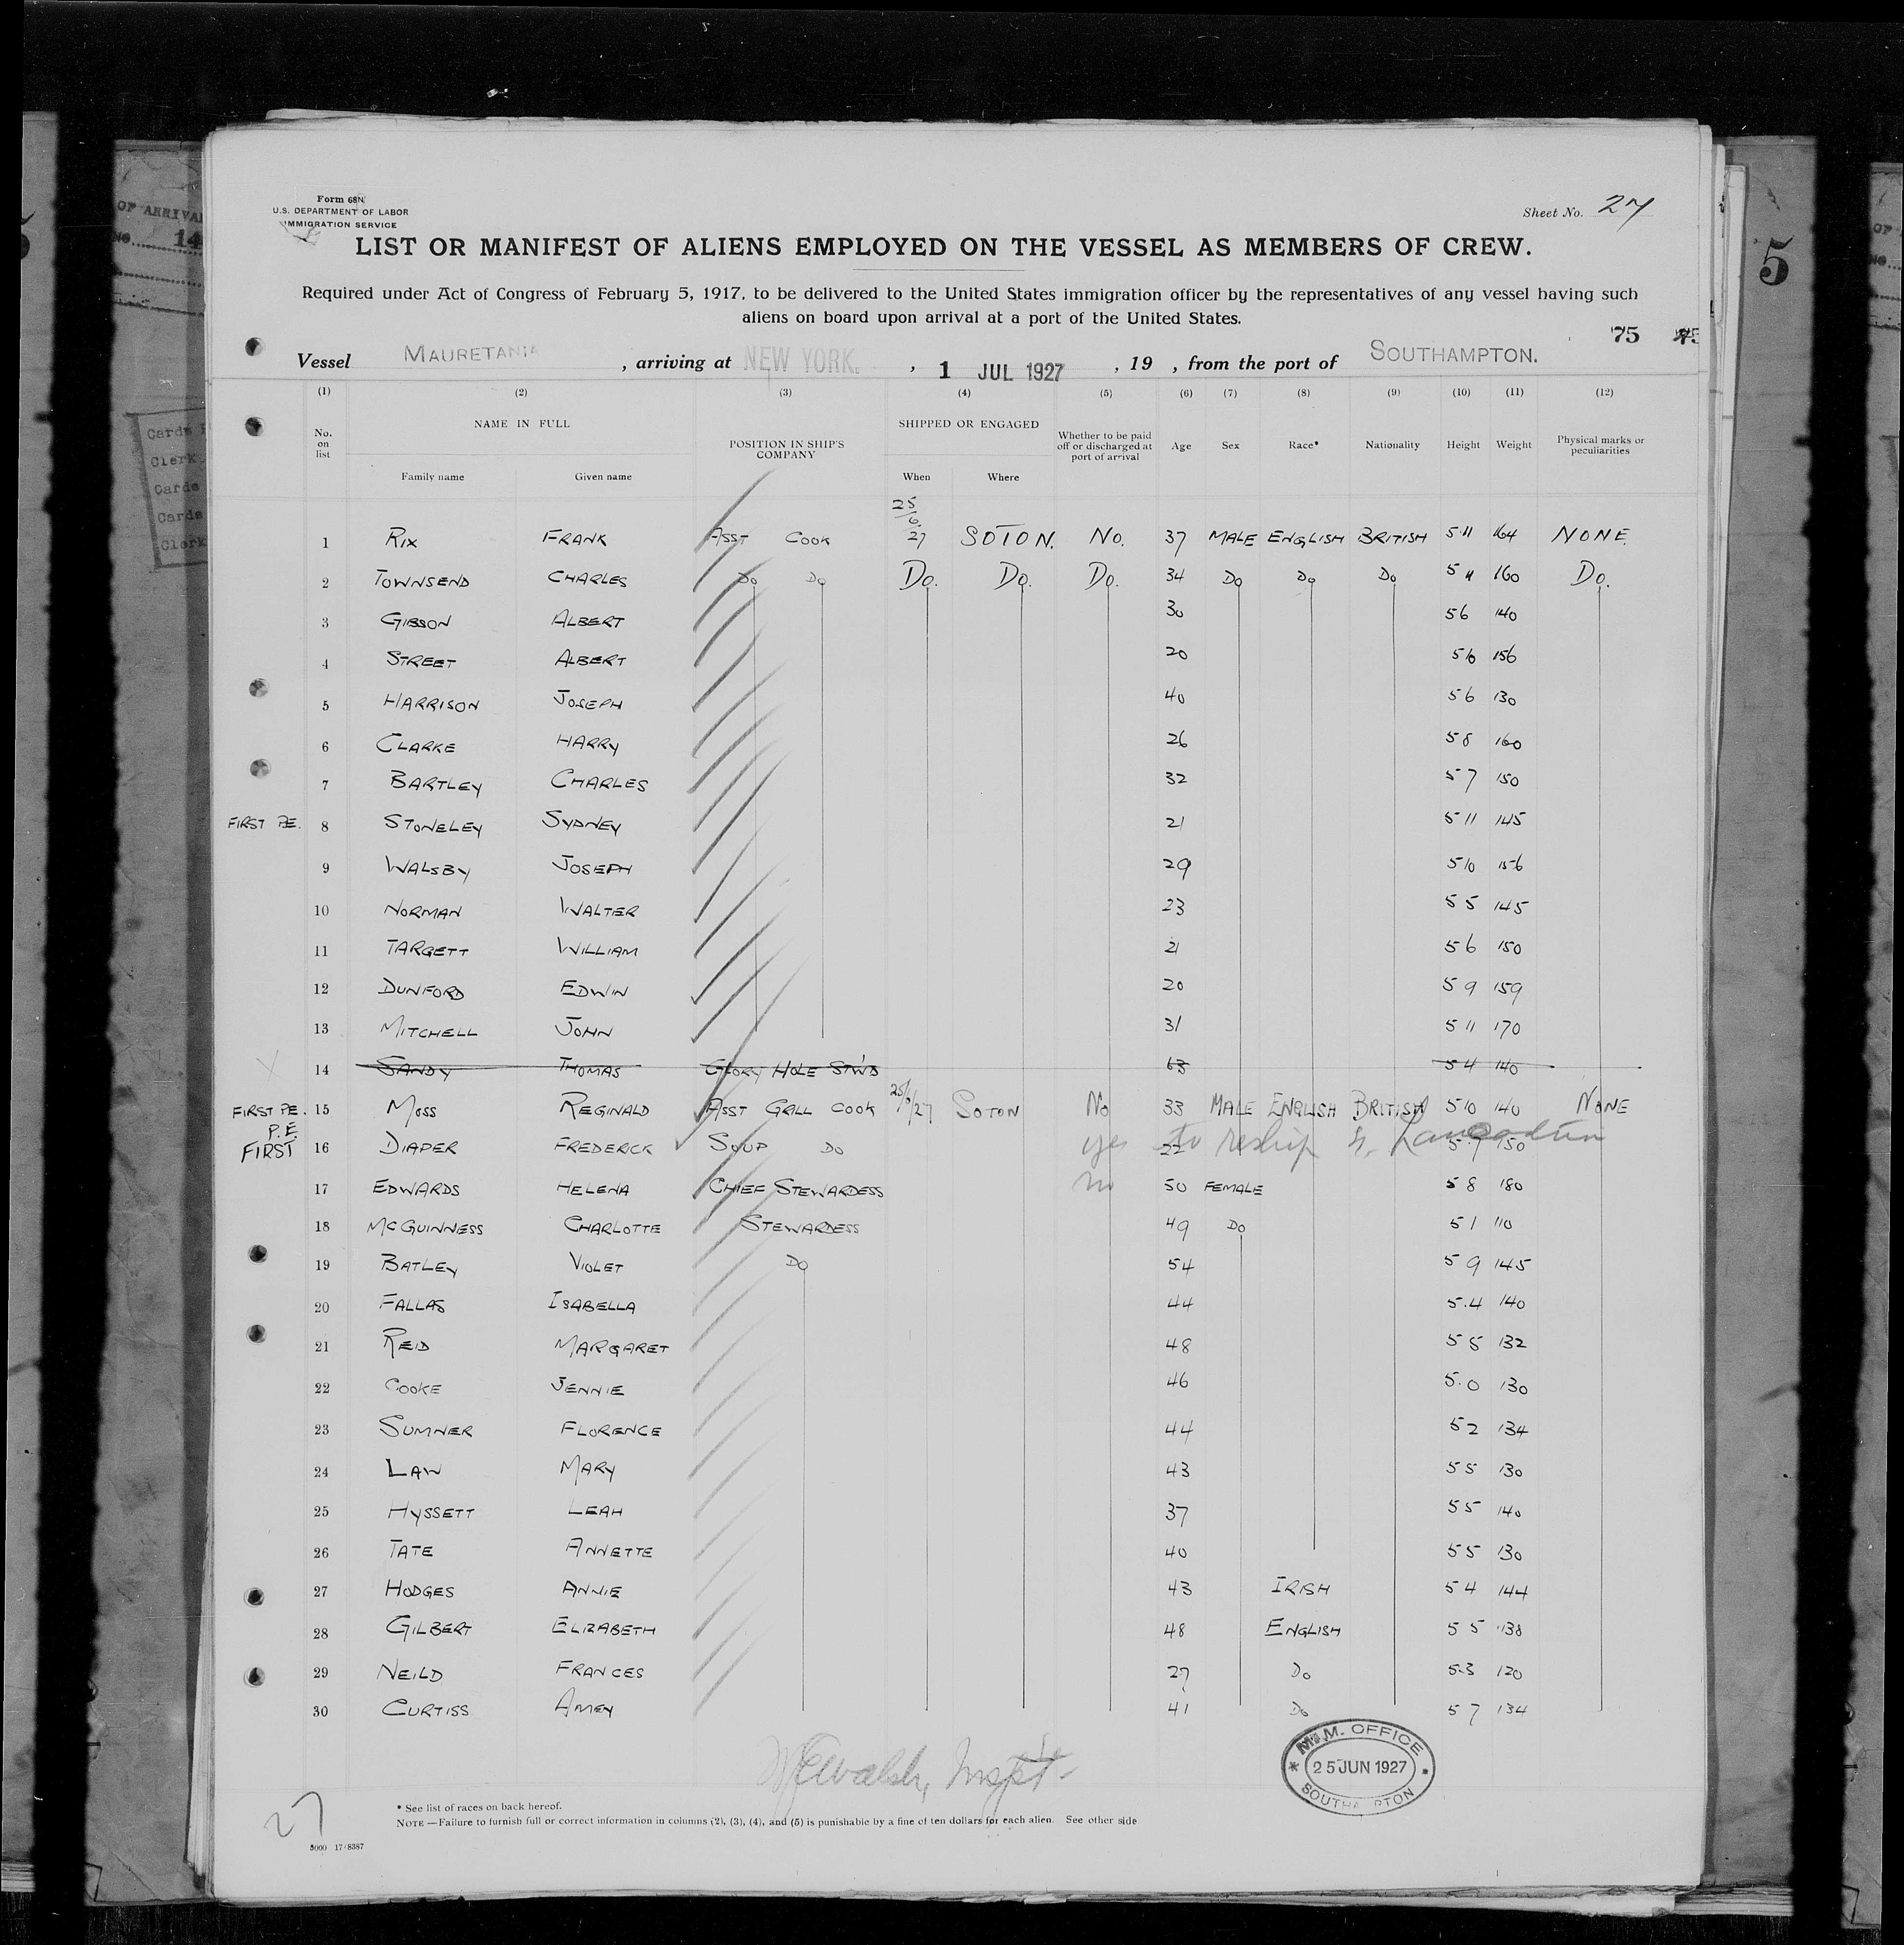 Form 68N
U.S. DEPARTMENT OF LABOR
IMMIGRATION SERVICE
Sheet No. 27
LIST OR MANIFEST OF ALIENS EMPLOYED ON THE VESSEL AS MEMBERS OF CREW.
Required under Act of Congress of February 5, 1917, to be delivered to the United States immigration officer by the representatives of any vessel having such
aliens on board upon arrival at a port of the United States.
75
Vessel MAURETANIA , arriving at NEW YORK. , 1 JUL 1927 , 19 , from the port of SOUTHAMPTON.
(1) (2) (3) (4) (5) (6) (7) (8) (9) (10) (11) (12)
No. on list NAME IN FULL POSITION IN SHIP'S COMPANY SHIPPED OR ENGAGED Whether to be paid off or discharged at port of arrival Age Sex Race* Nationality Height Weight Physical marks or peculiarities
Family name Given name When Where
1 RIX FRANK ASST COOK 25/6/27 SOTON. NO. 37 MALE ENGLISH BRITISH 5 11 164 NONE.
2 TOWNSEND CHARLES DO DO DO. DO. DO. 34 DO DO DO 5 11 160 DO.
3 GIBSON ALBERT 30 5 6 140
4 STREET ALBERT 20 5 10 156
5 HARRISON JOSEPH 40 5 6 130
6 CLARKE HARRY 26 5 8 160
7 BARTLEY CHARLES 32 5 7 150
FIRST P.E. 8 STONELEY SYDNEY 21 5 11 145
9 WALSBY JOSEPH 29 5 10 156
10 NORMAN WALTER 23 5 5 145
11 TARGETT WILLIAM 21 5 6 150
12 DUNFORD EDWIN 20 5 9 159
13 MITCHELL JOHN 31 5 11 170
14 SANDY THOMAS GLORY HOLE STW'D 63 5 4 140
FIRST P.E. 15 MOSS REGINALD ASST GRILL COOK 25/6/27 SOTON NO 33 MALE ENGLISH BRITISH 5 10 140 NONE
P.E.
FIRST 16 DIAPER FREDERICK SOUP DO yes 22 to reship 5 7 150
17 EDWARDS HELENA CHIEF STEWARDESS no 50 FEMALE 5 8 180
18 MCGUINNESS CHARLOTTE STEWARDESS 49 DO 5 1 110
19 BATLEY VIOLET DO 54 5 9 145
20 FALLAS ISABELLA 44 5.4 140
21 REID MARGARET 48 5 5 132
22 COOKE JENNIE 46 5.0 130
23 SUMNER FLORENCE 44 5 2 134
24 LAW MARY 43 5 5 130
25 HYSSETT LEAH 37 5 5 140
26 TATE ANNETTE 40 5 5 130
27 HODGES ANNIE 43 IRISH 5 4 144
28 GILBERT ELIZABETH 48 ENGLISH 5 5 138
29 NEILD FRANCES 27 DO 5.3 120
30 CURTISS AMEY 41 DO 5 7 134
Walsh, Inspt.
M.M. OFFICE
25 JUN 1927
SOUTHAMPTON
27
* See list of races on back hereof.
NOTE —Failure to furnish full or correct information in columns (2), (3), (4), and (5) is punishable by a fine of ten dollars for each alien. See other side
5000 17/8387
OF ARRIVAL
NO. 14
Cards
Clerk
Cards
Cards
Clerk
5